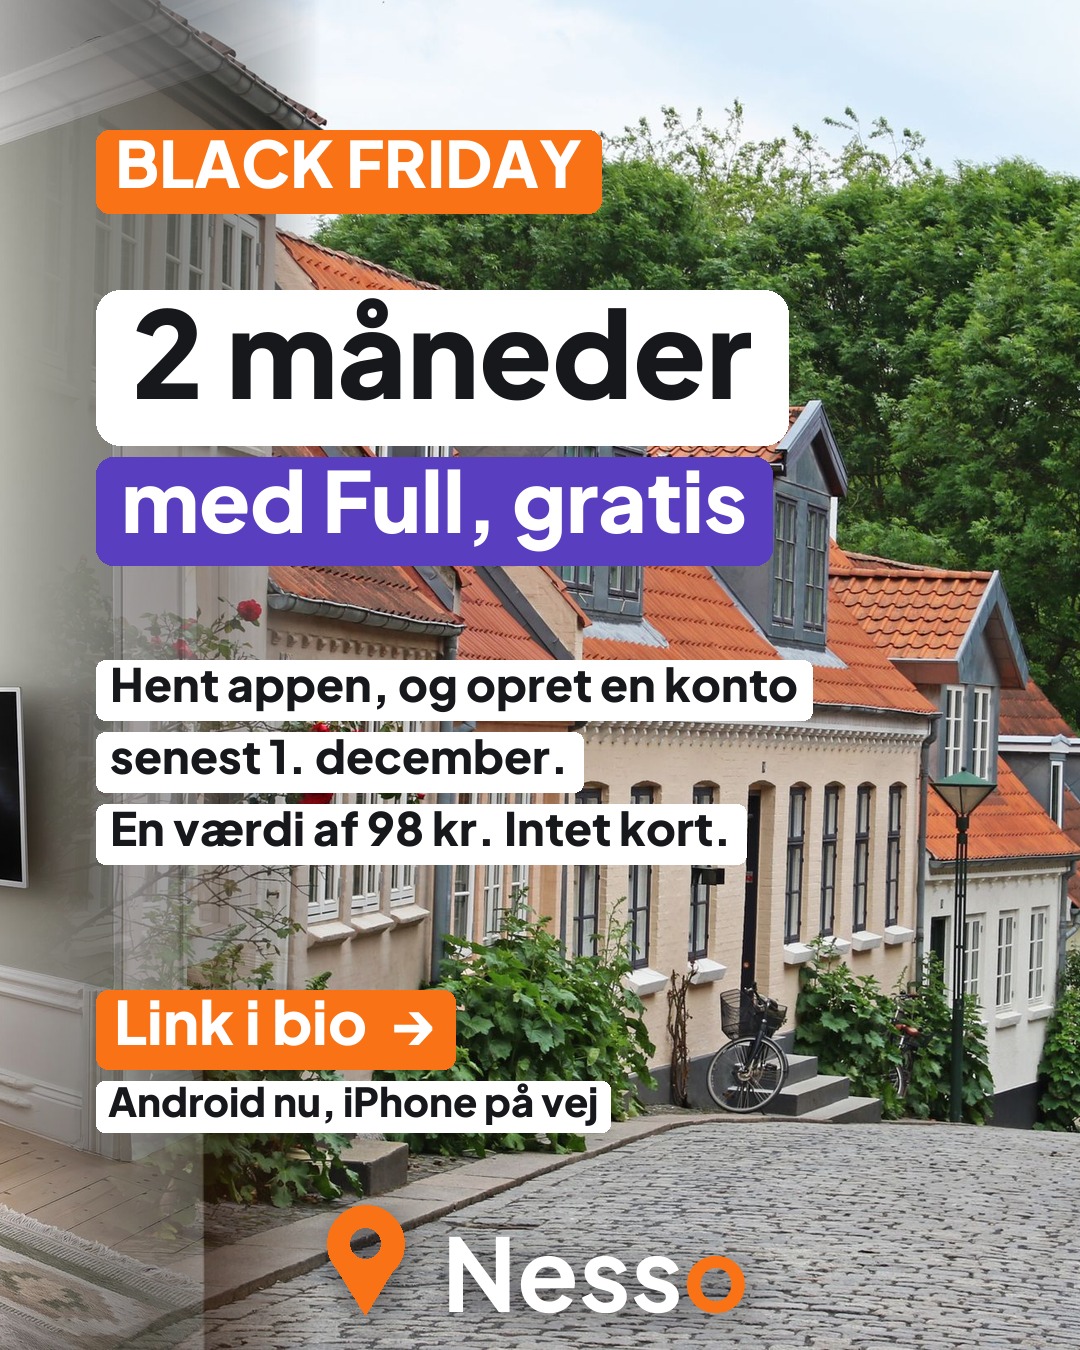 BLACK FRIDAY
2 måneder
med Full, gratis
Hent appen, og opret en konto
senest 1. december.
En værdi af 98 kr. Intet kort.
Link i bio →
Android nu, iPhone på vej
Nesso